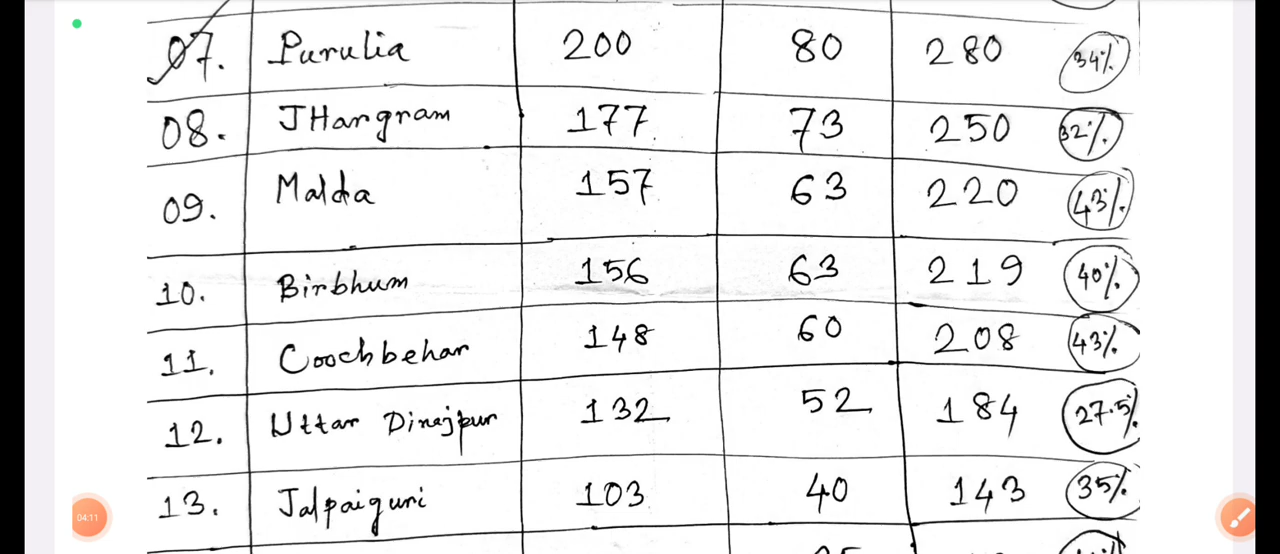 07. Purulia 200 80 280 34%
08. JHargram 177 73 250 32%
09. Malda 157 63 220 43%
10. Birbhum 156 63 219 40%
11. Coochbehar 148 60 208 43%
12. Uttar Dinajpur 132 52 184 27.5%
13. Jalpaiguri 103 40 143 35%
04:11